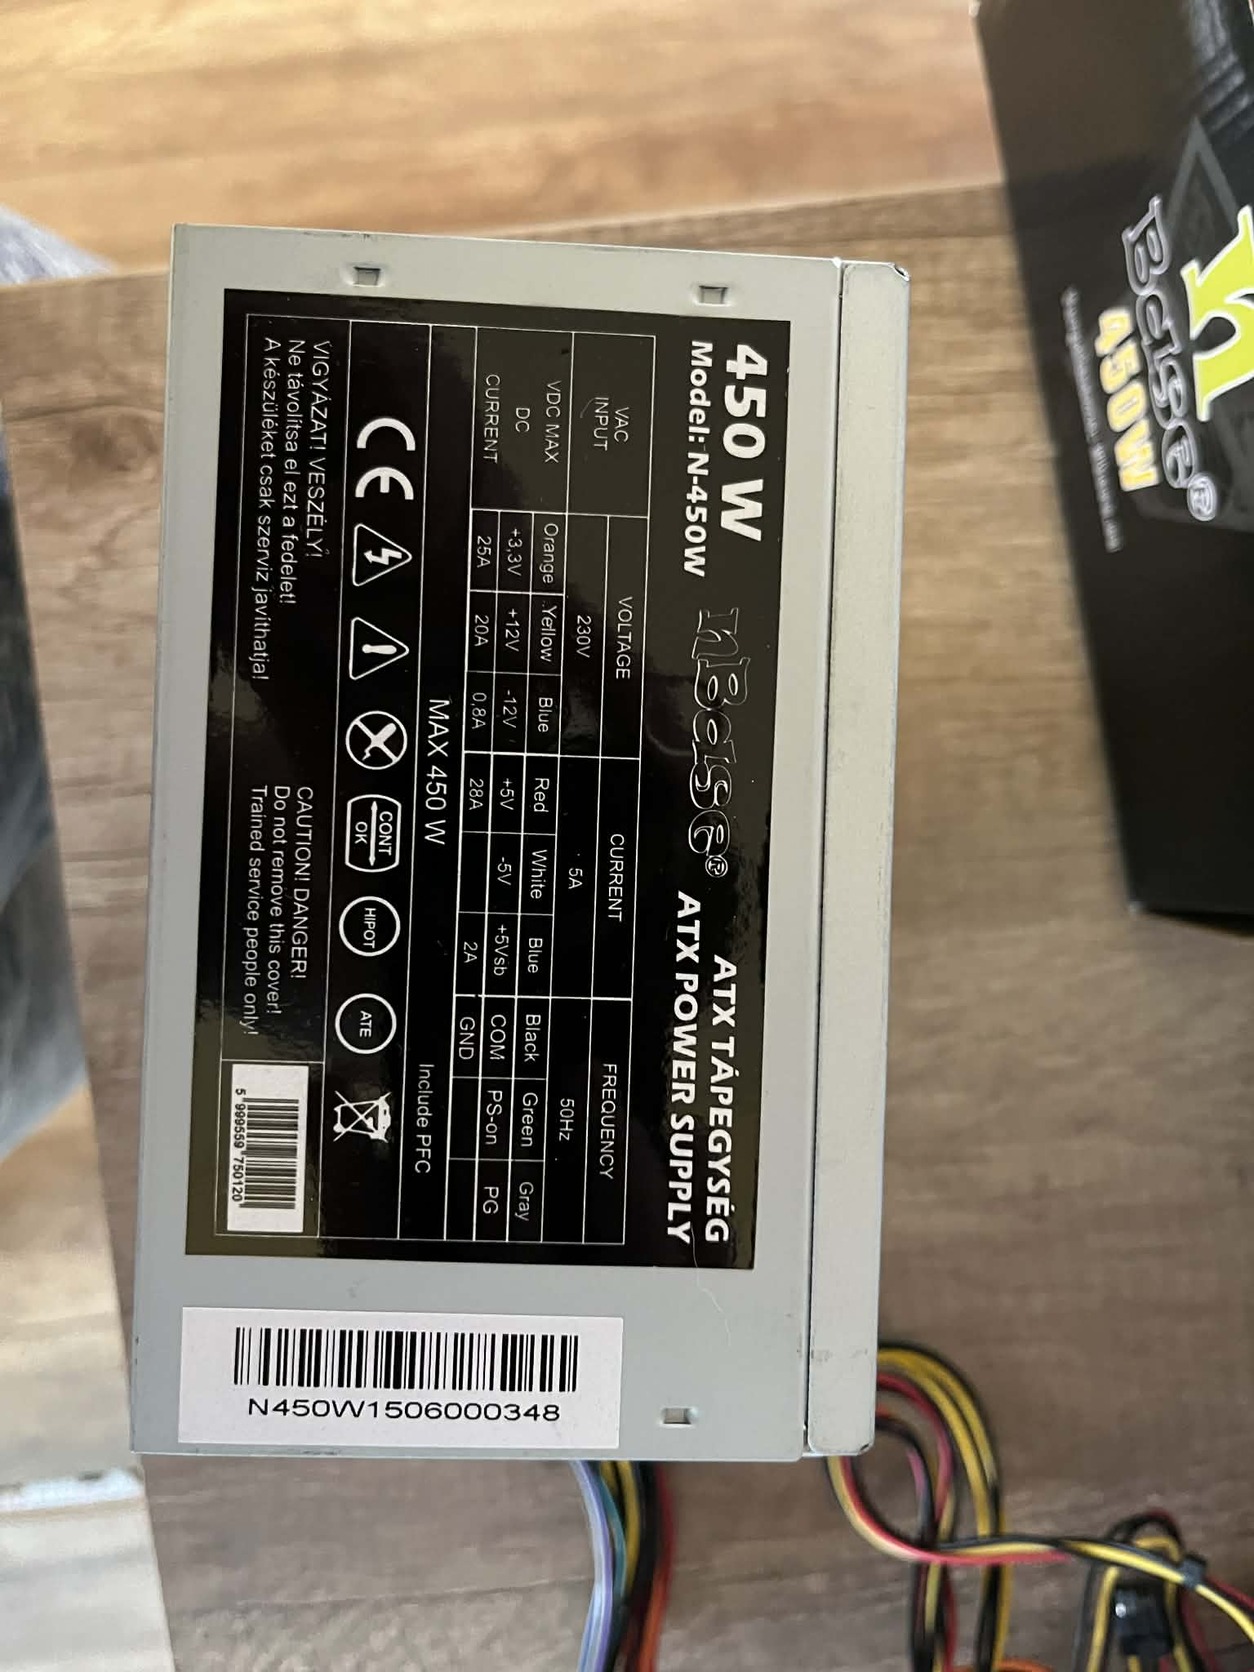 450 W
Model: N-450W
nBase®
ATX TÁPEGYSÉG
ATX POWER SUPPLY
VAC INPUT VOLTAGE CURRENT FREQUENCY
230V 5A 50Hz
VDC MAX Orange Yellow Blue Red White Blue Black Green Gray
DC +3,3V +12V -12V +5V -5V +5Vsb COM PS-on PG
CURRENT 25A 20A 0,8A 28A 2A GND
MAX 450 W Include PFC
CE
CONT
OK
HIPOT
ATE
VIGYÁZAT! VESZÉLY!
Ne távolítsa el ezt a fedelet!
A készüléket csak szerviz javíthatja!
CAUTION! DANGER!
Do not remove this cover!
Trained service people only!
5 999559 750120
N450W1506000348
Base®
450W